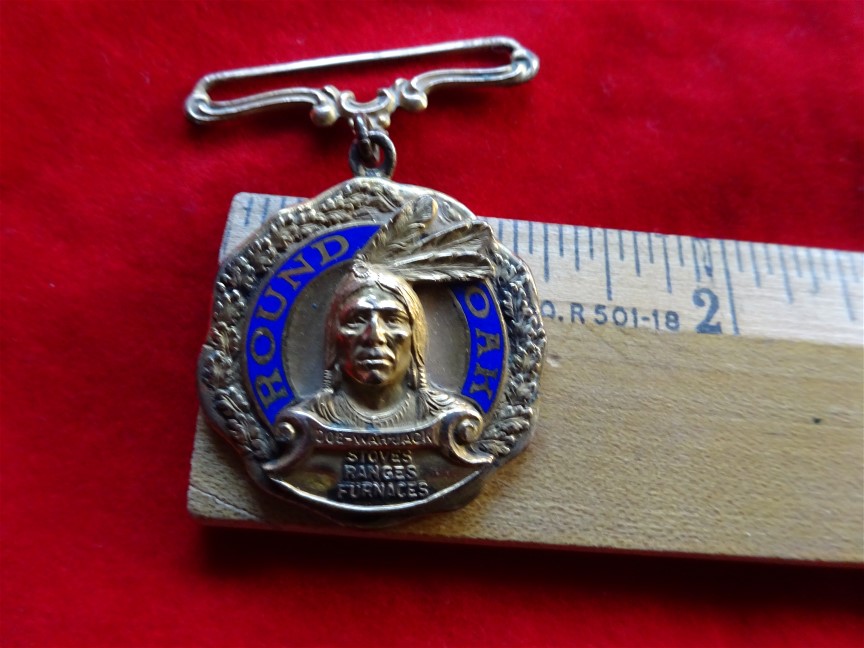 ROUND OAK
DOE-WAH-JACK
STOVES
RANGES
FURNACES
O.R 501-18
2